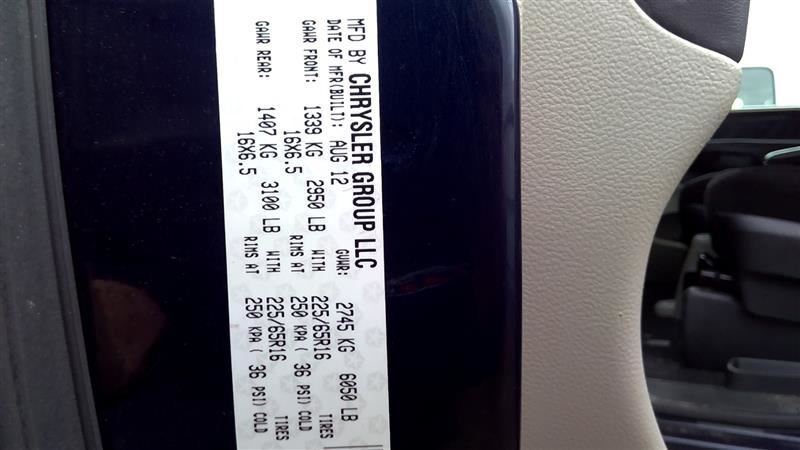 MFD BY CHRYSLER GROUP LLC
DATE OF MFR(BUILT): AUG 12 GVWR: 2745 KG 6050 LB
GAWR FRONT: 1339 KG 2950 LB WITH 225/65R16 TIRES
16X6.5 RIMS AT 250 KPA ( 36 PSI) COLD
GAWR REAR: 1407 KG 3100 LB WITH 225/65R16 TIRES
16X6.5 RIMS AT 250 KPA ( 36 PSI) COLD